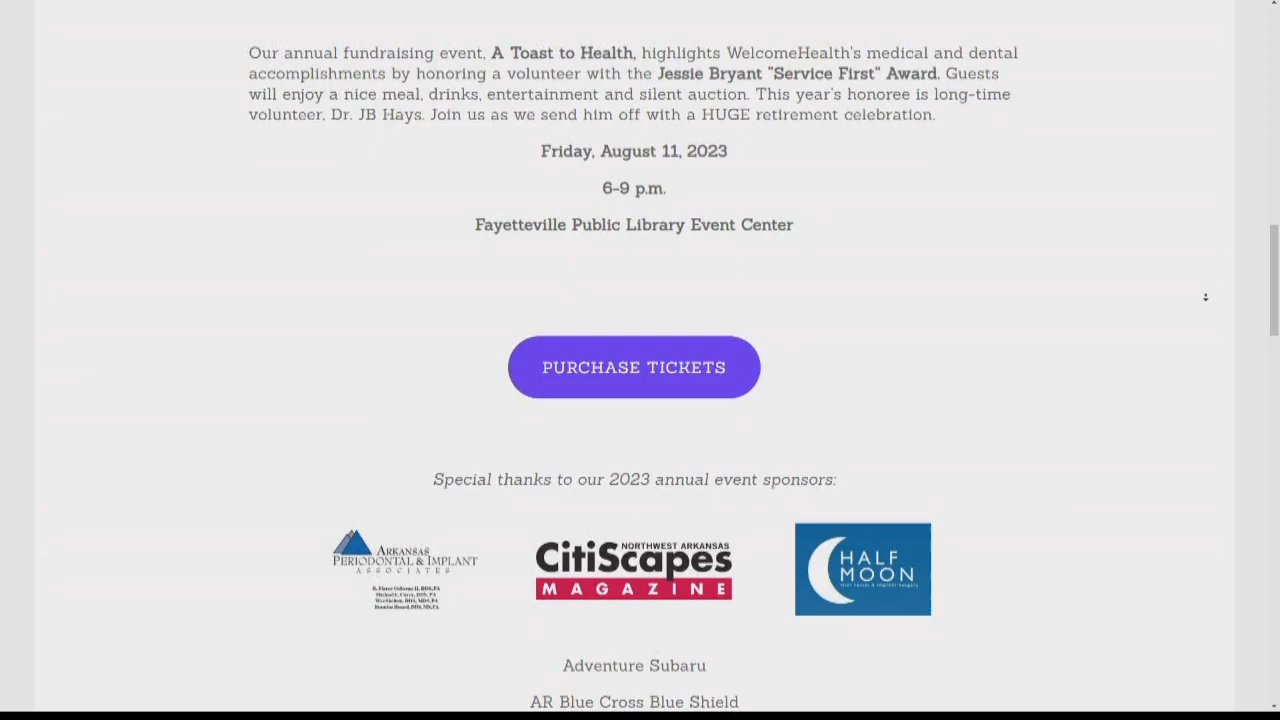 Our annual fundraising event, A Toast to Health, highlights WelcomeHealth's medical and dental
accomplishments by honoring a volunteer with the Jessie Bryant "Service First" Award. Guests
will enjoy a nice meal, drinks, entertainment and silent auction. This year's honoree is long-time
volunteer, Dr. JB Hays. Join us as we send him off with a HUGE retirement celebration.
Friday, August 11, 2023
6-9 p.m.
Fayetteville Public Library Event Center
PURCHASE TICKETS
Special thanks to our 2023 annual event sponsors:
ARKANSAS
PERIODONTAL & IMPLANT
ASSOCIATES
NORTHWEST ARKANSAS
CitiScapes
MAGAZINE
HALF
MOON
Adventure Subaru
AR Blue Cross Blue Shield